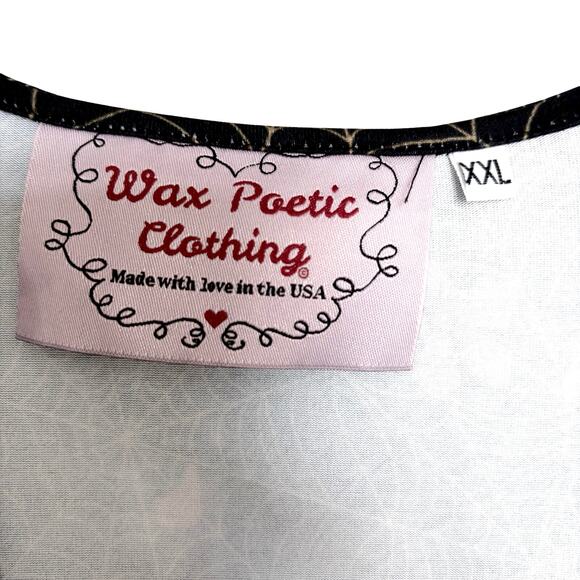 Wax Poetic
Clothing©
Made with love in the USA
XXL